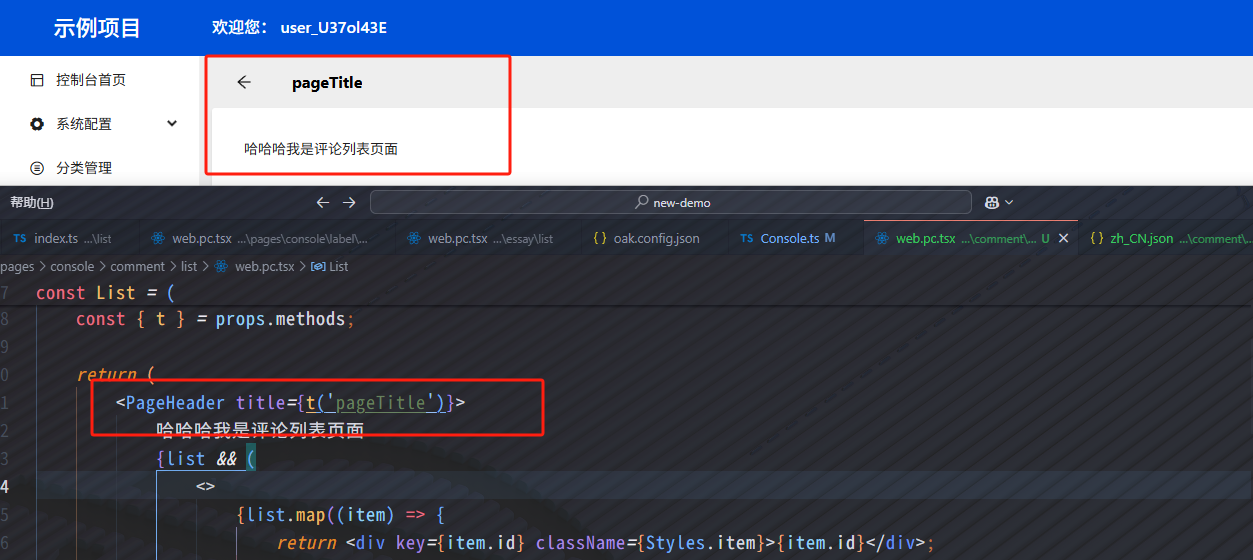 示例项目 欢迎您： user_U37ol43E
控制台首页
← pageTitle
系统配置
哈哈哈我是评论列表页面
分类管理
帮助(H) ← → new-demo
TS index.ts ...\list web.pc.tsx ...\pages\console\label\... web.pc.tsx ...\essay\list {} oak.config.json TS Console.ts M web.pc.tsx ...\comment\... U × {} zh_CN.json ...\comment\...
pages > console > comment > list > web.pc.tsx > List
7 const List = (
8 const { t } = props.methods;
9
0 return (
1 <PageHeader title={t('pageTitle')}>
2 哈哈哈我是评论列表页面
3 {list && (
4 <>
5 {list.map((item) => {
6 return <div key={item.id} className={Styles.item}>{item.id}</div>;